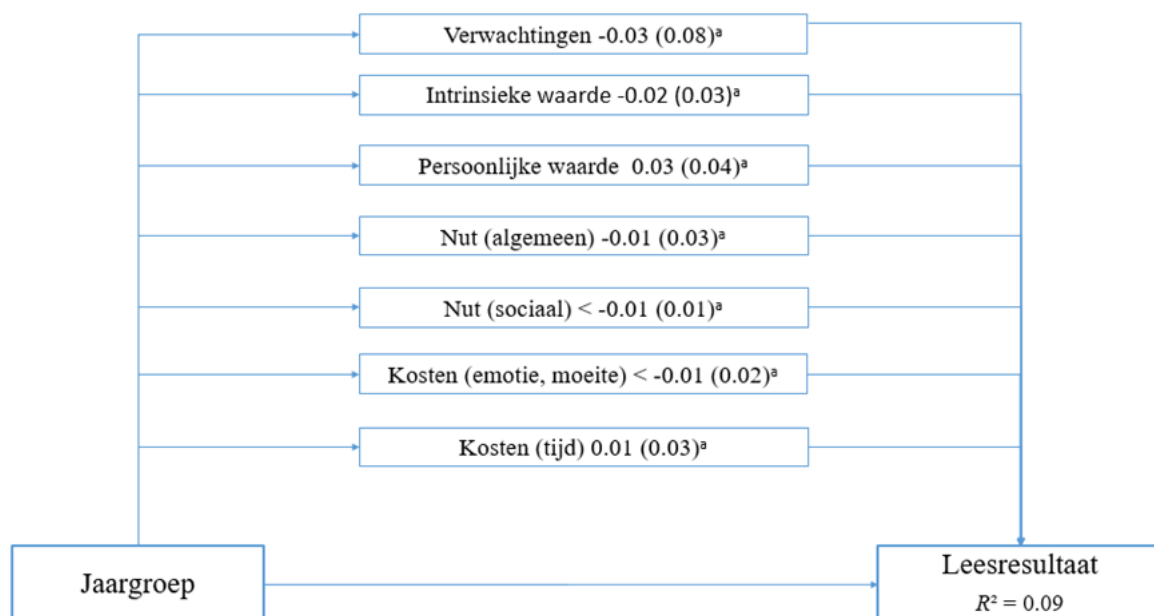 Verwachtingen -0.03 (0.08)ᵃ
Intrinsieke waarde -0.02 (0.03)ᵃ
Persoonlijke waarde 0.03 (0.04)ᵃ
Nut (algemeen) -0.01 (0.03)ᵃ
Nut (sociaal) < -0.01 (0.01)ᵃ
Kosten (emotie, moeite) < -0.01 (0.02)ᵃ
Kosten (tijd) 0.01 (0.03)ᵃ
Jaargroep
Leesresultaat
R² = 0.09